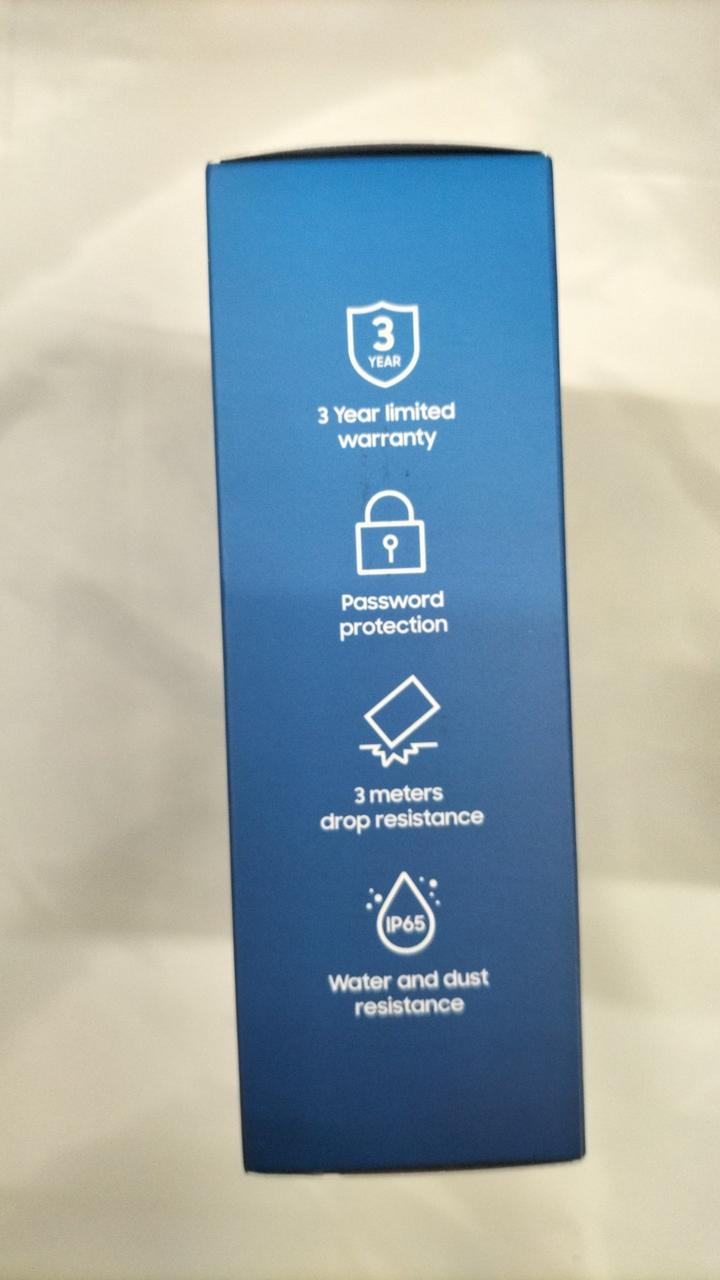 3
YEAR
3 Year limited
warranty
Password
protection
3 meters
drop resistance
IP65
Water and dust
resistance